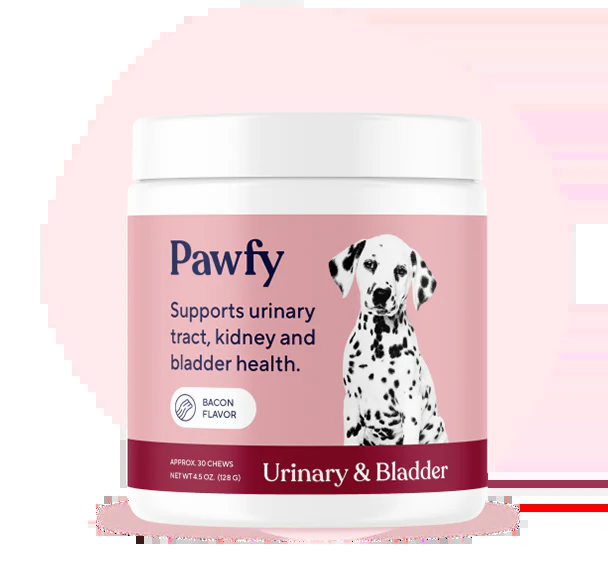 Pawfy
Supports urinary
tract, kidney and
bladder health.
BACON
FLAVOR
APPROX. 30 CHEWS
NET WT 4.5 OZ. (128 G)
Urinary & Bladder